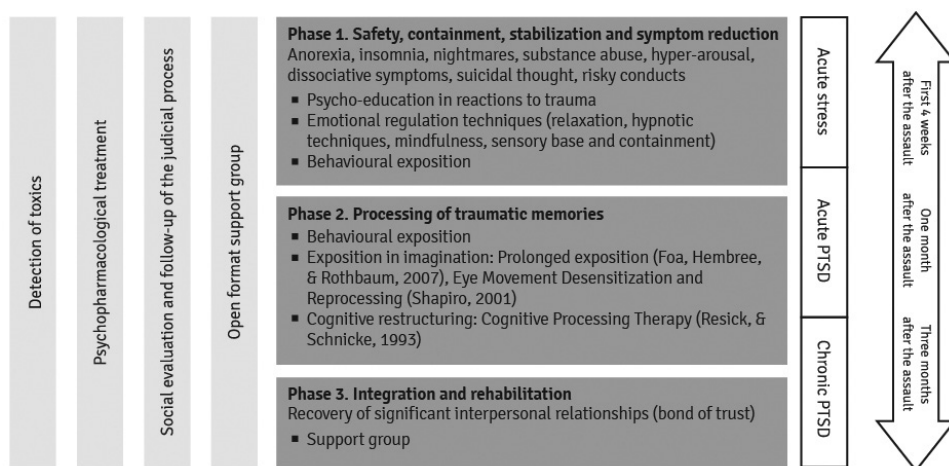 Detection of toxics
Psychopharmacological treatment
Social evaluation and follow-up of the judicial process
Open format support group
Phase 1. Safety, containment, stabilization and symptom reduction
Anorexia, insomnia, nightmares, substance abuse, hyper-arousal,
dissociative symptoms, suicidal thought, risky conducts
▪ Psycho-education in reactions to trauma
▪ Emotional regulation techniques (relaxation, hypnotic
techniques, mindfulness, sensory base and containment)
▪ Behavioural exposition
Phase 2. Processing of traumatic memories
▪ Behavioural exposition
▪ Exposition in imagination: Prolonged exposition (Foa, Hembree,
& Rothbaum, 2007), Eye Movement Desensitization and
Reprocessing (Shapiro, 2001)
▪ Cognitive restructuring: Cognitive Processing Therapy (Resick, &
Schnicke, 1993)
Phase 3. Integration and rehabilitation
Recovery of significant interpersonal relationships (bond of trust)
▪ Support group
Acute stress
Acute PTSD
Chronic PTSD
First 4 weeks
after the assault
One month
after the assault
Three months
after the assault